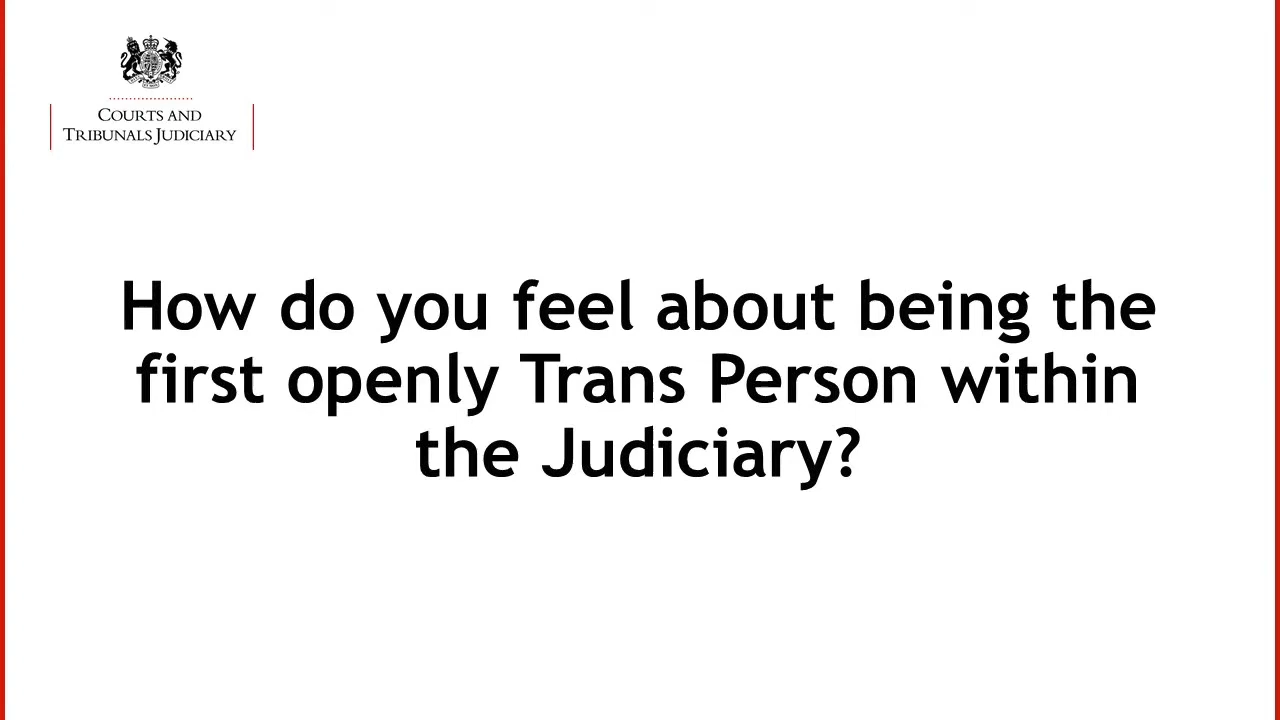 COURTS AND
TRIBUNALS JUDICIARY
How do you feel about being the
first openly Trans Person within
the Judiciary?